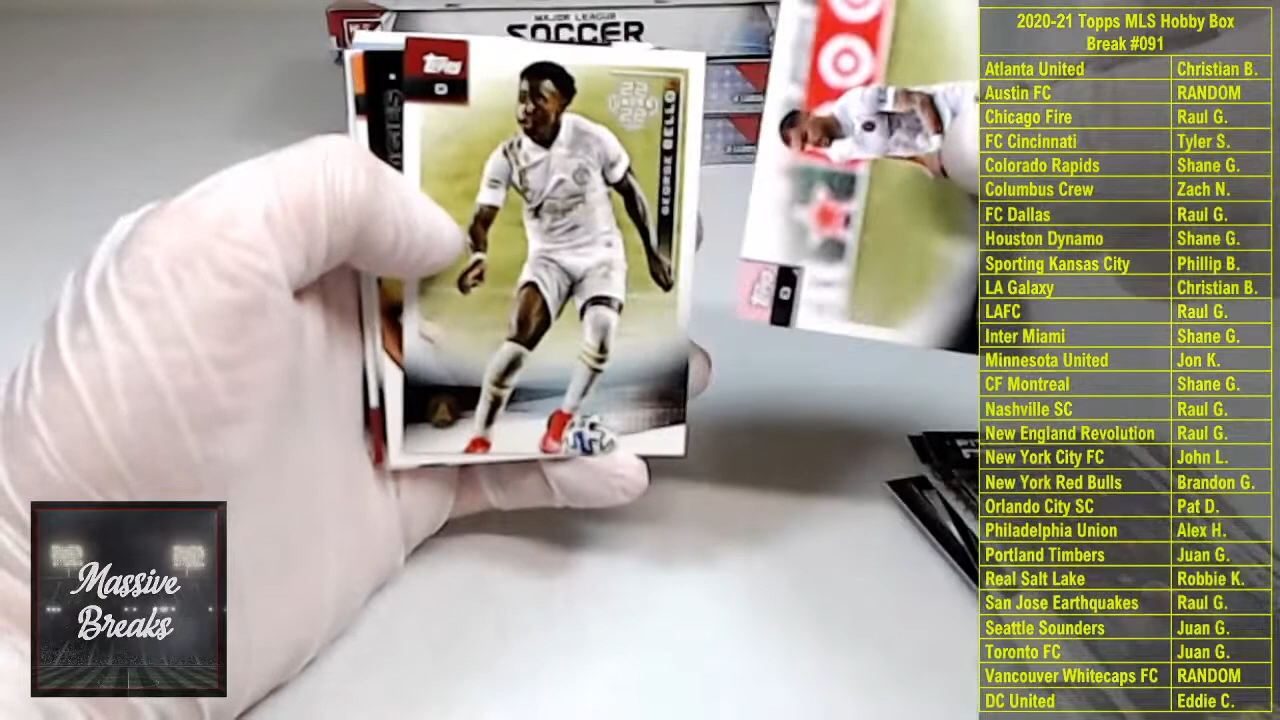 MAJOR LEAGUE
SOCCER
topps
GEORGE BELLO
topps
2020-21 Topps MLS Hobby Box
Break #091
Atlanta United Christian B.
Austin FC RANDOM
Chicago Fire Raul G.
FC Cincinnati Tyler S.
Colorado Rapids Shane G.
Columbus Crew Zach N.
FC Dallas Raul G.
Houston Dynamo Shane G.
Sporting Kansas City Phillip B.
LA Galaxy Christian B.
LAFC Raul G.
Inter Miami Shane G.
Minnesota United Jon K.
CF Montreal Shane G.
Nashville SC Raul G.
New England Revolution Raul G.
New York City FC John L.
New York Red Bulls Brandon G.
Orlando City SC Pat D.
Philadelphia Union Alex H.
Portland Timbers Juan G.
Real Salt Lake Robbie K.
San Jose Earthquakes Raul G.
Seattle Sounders Juan G.
Toronto FC Juan G.
Vancouver Whitecaps FC RANDOM
DC United Eddie C.
Massive
Breaks